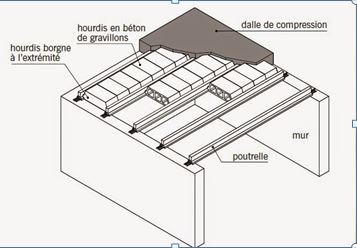 hourdis en béton
de gravillons
dalle de compression
hourdis borgne
à l'extrémité
mur
poutrelle